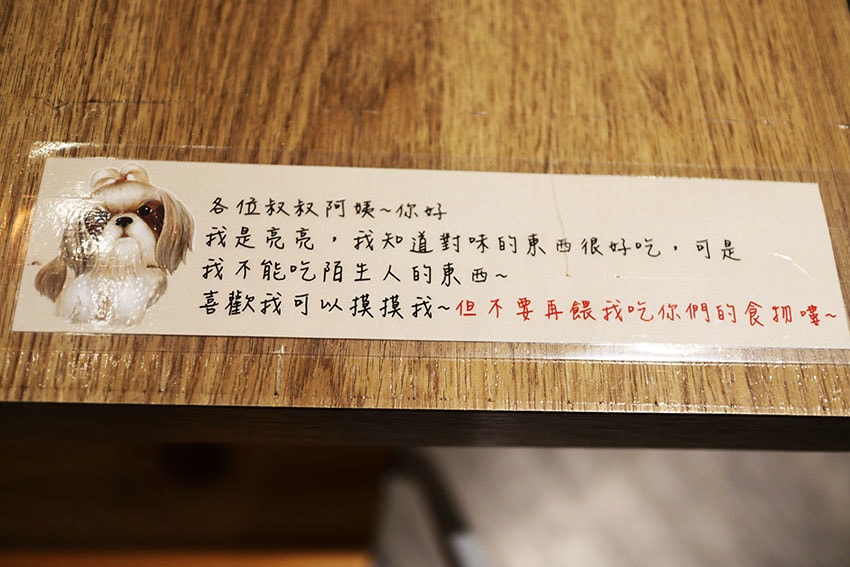 各位叔叔阿姨~你好
我是亮亮，我知道對味的東西很好吃，可是
我不能吃陌生人的東西~
喜歡我可以摸摸我~但不要再餵我吃你們的食物嘍~